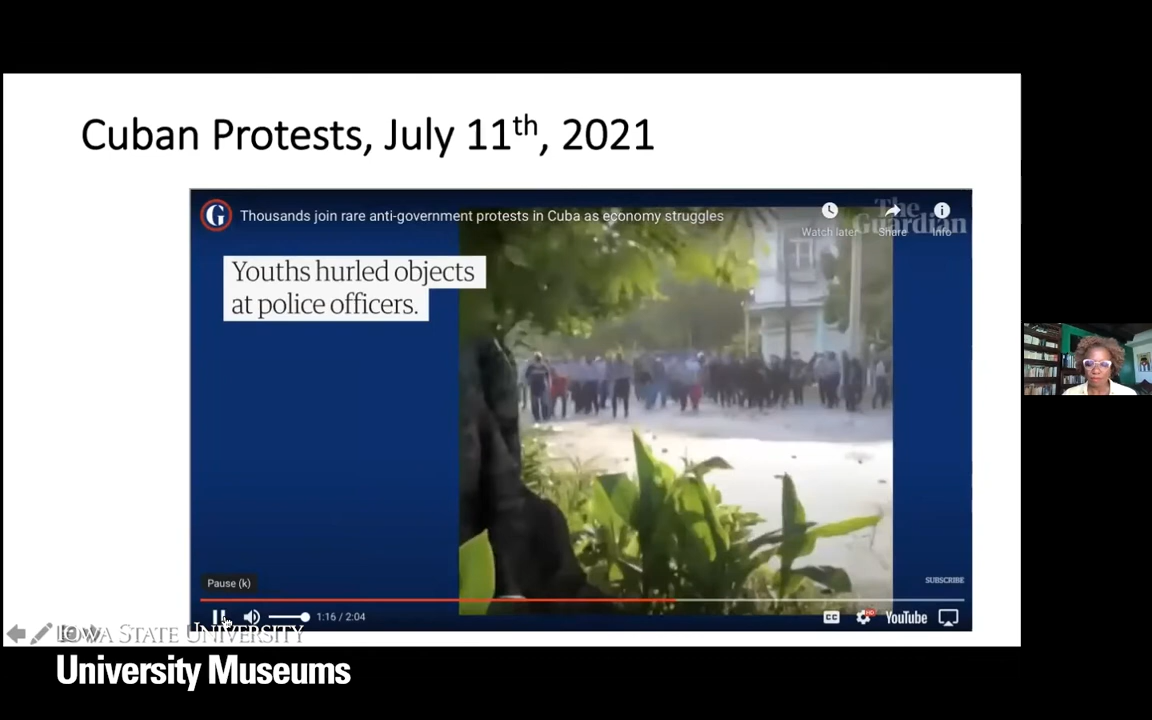 Cuban Protests, July 11th, 2021
G Thousands join rare anti-government protests in Cuba as economy struggles
The Guardian
Watch later Share Info
Youths hurled objects
at police officers.
SUBSCRIBE
Pause (k)
1:16 / 2:04 CC HD YouTube
IOWA STATE UNIVERSITY
University Museums